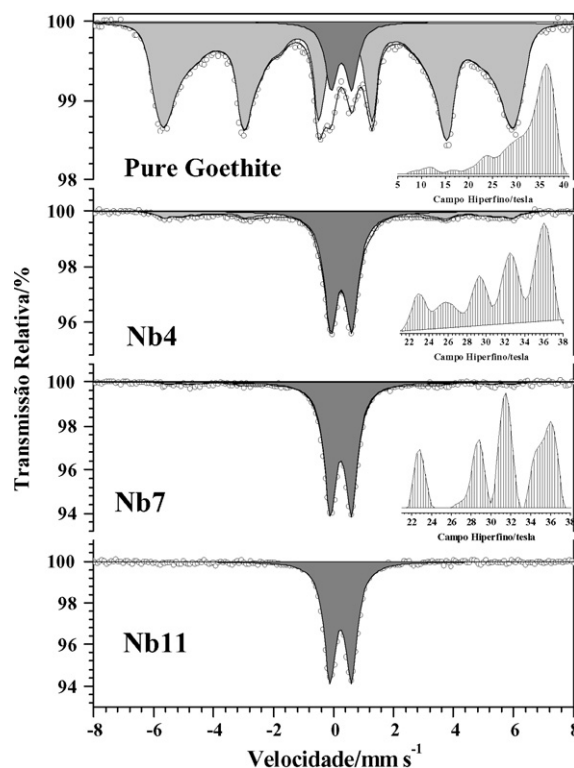 100
99
98
Pure Goethite
5 10 15 20 25 30 35 40
Campo Hiperfino/tesla
100
98
96
Nb4
22 24 26 28 30 32 34 36 38
Campo Hiperfino/tesla
Transmissão Relativa/%
100
98
96
94
Nb7
22 24 26 28 30 32 34 36 38
Campo Hiperfino/tesla
100
98
96
94
Nb11
-8 -6 -4 -2 0 2 4 6 8
Velocidade/mm s⁻¹